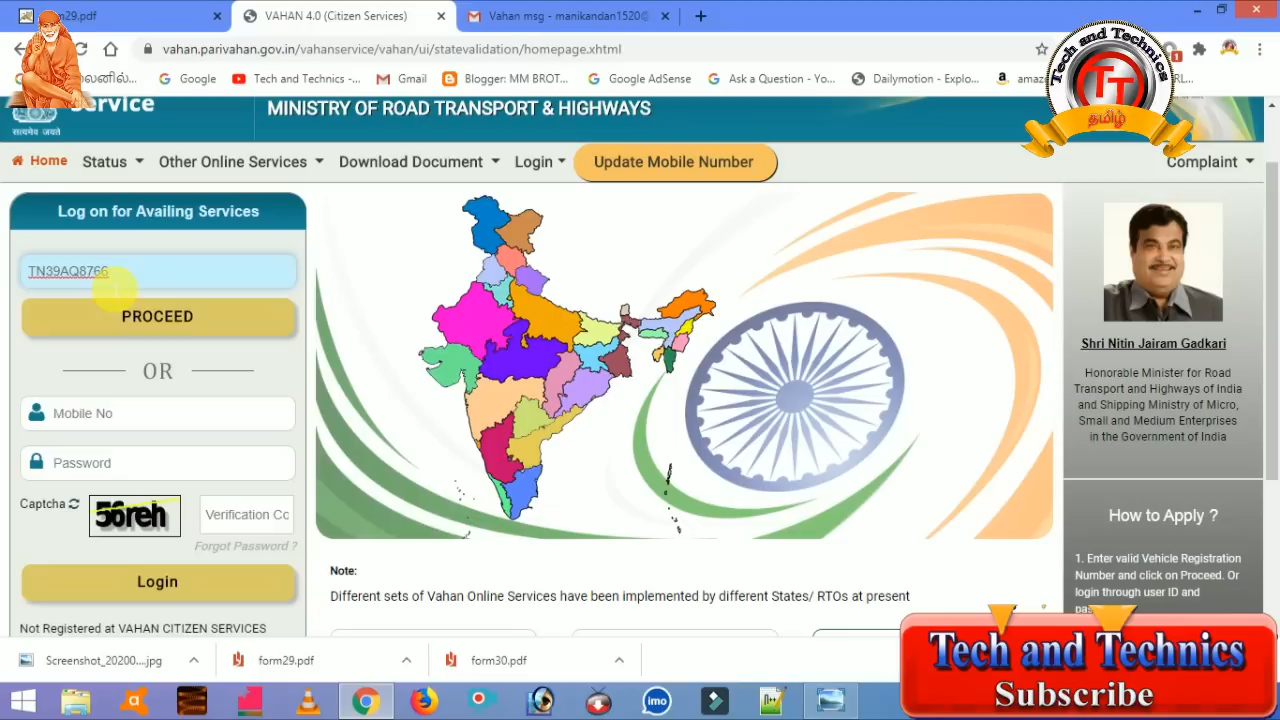 29.pdf
VAHAN 4.0 (Citizen Services)
Vahan msg - manikandan1520@
vahan.parivahan.gov.in/vahanservice/vahan/ui/statevalidation/homepage.xhtml
Google
Tech and Technics -...
Gmail
Blogger: MM BROT...
Google AdSense
Ask a Question - Yo...
Dailymotion - Explo...
amaz
Tech and Technics
TT
தமிழ்
Service
सत्यमेव जयते
MINISTRY OF ROAD TRANSPORT & HIGHWAYS
Home
Status
Other Online Services
Download Document
Login
Update Mobile Number
Complaint
Log on for Availing Services
TN39AQ8766
PROCEED
OR
Mobile No
Password
Captcha
56reh
Verification Co
Forgot Password ?
Login
Not Registered at VAHAN CITIZEN SERVICES
Note:
Different sets of Vahan Online Services have been implemented by different States/ RTOs at present
Shri Nitin Jairam Gadkari
Honorable Minister for Road
Transport and Highways of India
and Shipping Ministry of Micro,
Small and Medium Enterprises
in the Government of India
How to Apply ?
1. Enter valid Vehicle Registration
Number and click on Proceed. Or
login through user ID and
Tech and Technics
Subscribe
Screenshot_20200....jpg
form29.pdf
form30.pdf
imo